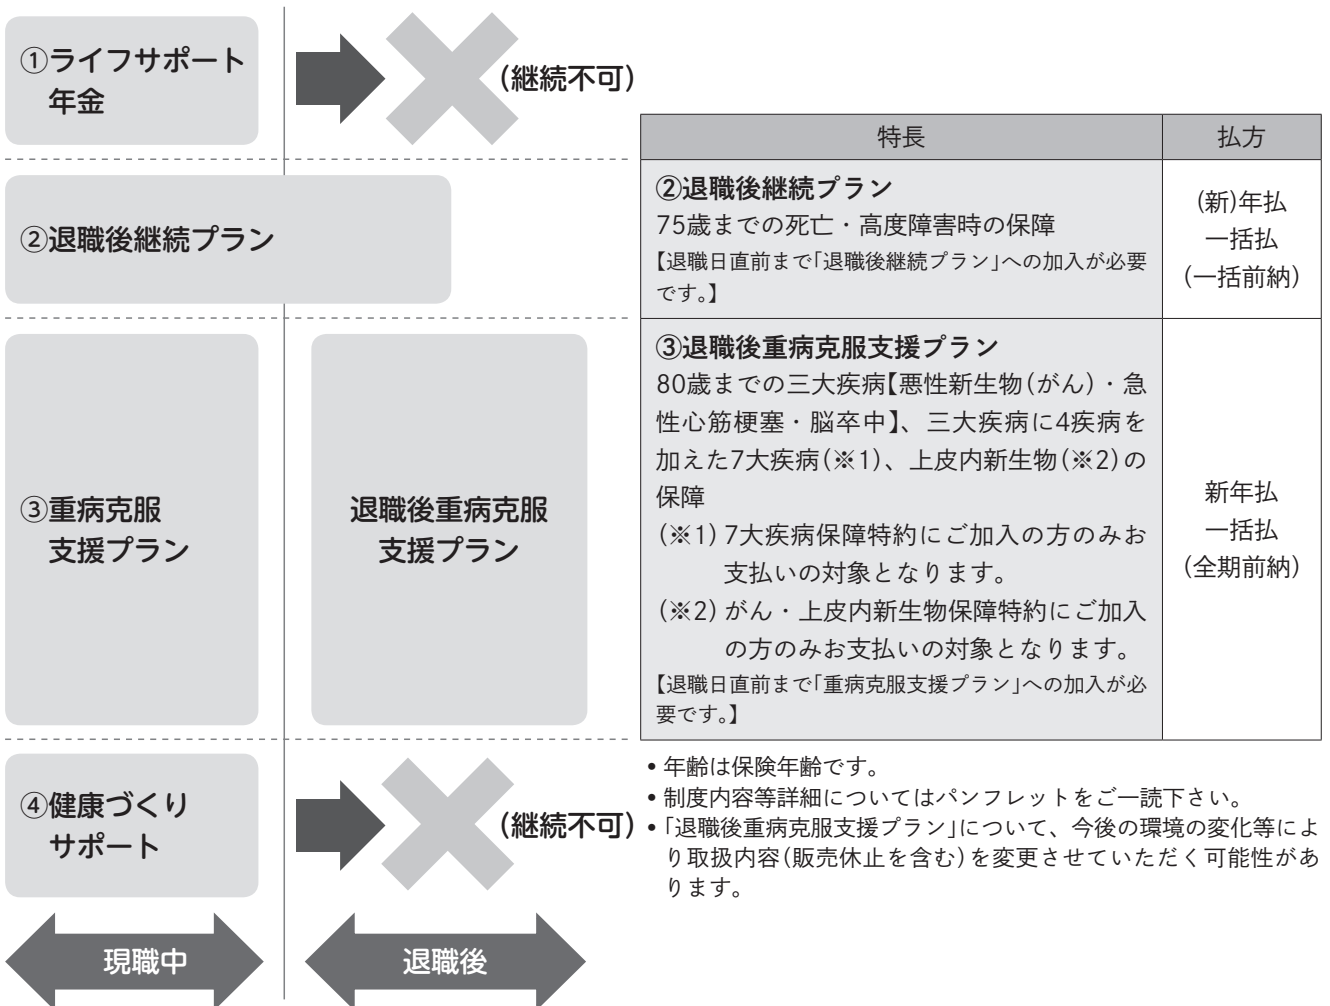 ①ライフサポート
年金
(継続不可)
②退職後継続プラン
③重病克服
支援プラン
退職後重病克服
支援プラン
④健康づくり
サポート
(継続不可)
現職中
退職後
特長
払方
②退職後継続プラン
75歳までの死亡・高度障害時の保障
【退職日直前まで「退職後継続プラン」への加入が必要
です。】
(新)年払
一括払
(一括前納)
③退職後重病克服支援プラン
80歳までの三大疾病【悪性新生物(がん)・急
性心筋梗塞・脳卒中】、三大疾病に4疾病を
加えた7大疾病(※1)、上皮内新生物(※2)の
保障
(※1) 7大疾病保障特約にご加入の方のみお
支払いの対象となります。
(※2) がん・上皮内新生物保障特約にご加入
の方のみお支払いの対象となります。
【退職日直前まで「重病克服支援プラン」への加入が必
要です。】
新年払
一括払
(全期前納)
•年齢は保険年齢です。
•制度内容等詳細についてはパンフレットをご一読下さい。
•「退職後重病克服支援プラン」について、今後の環境の変化等によ
り取扱内容(販売休止を含む)を変更させていただく可能性があ
ります。